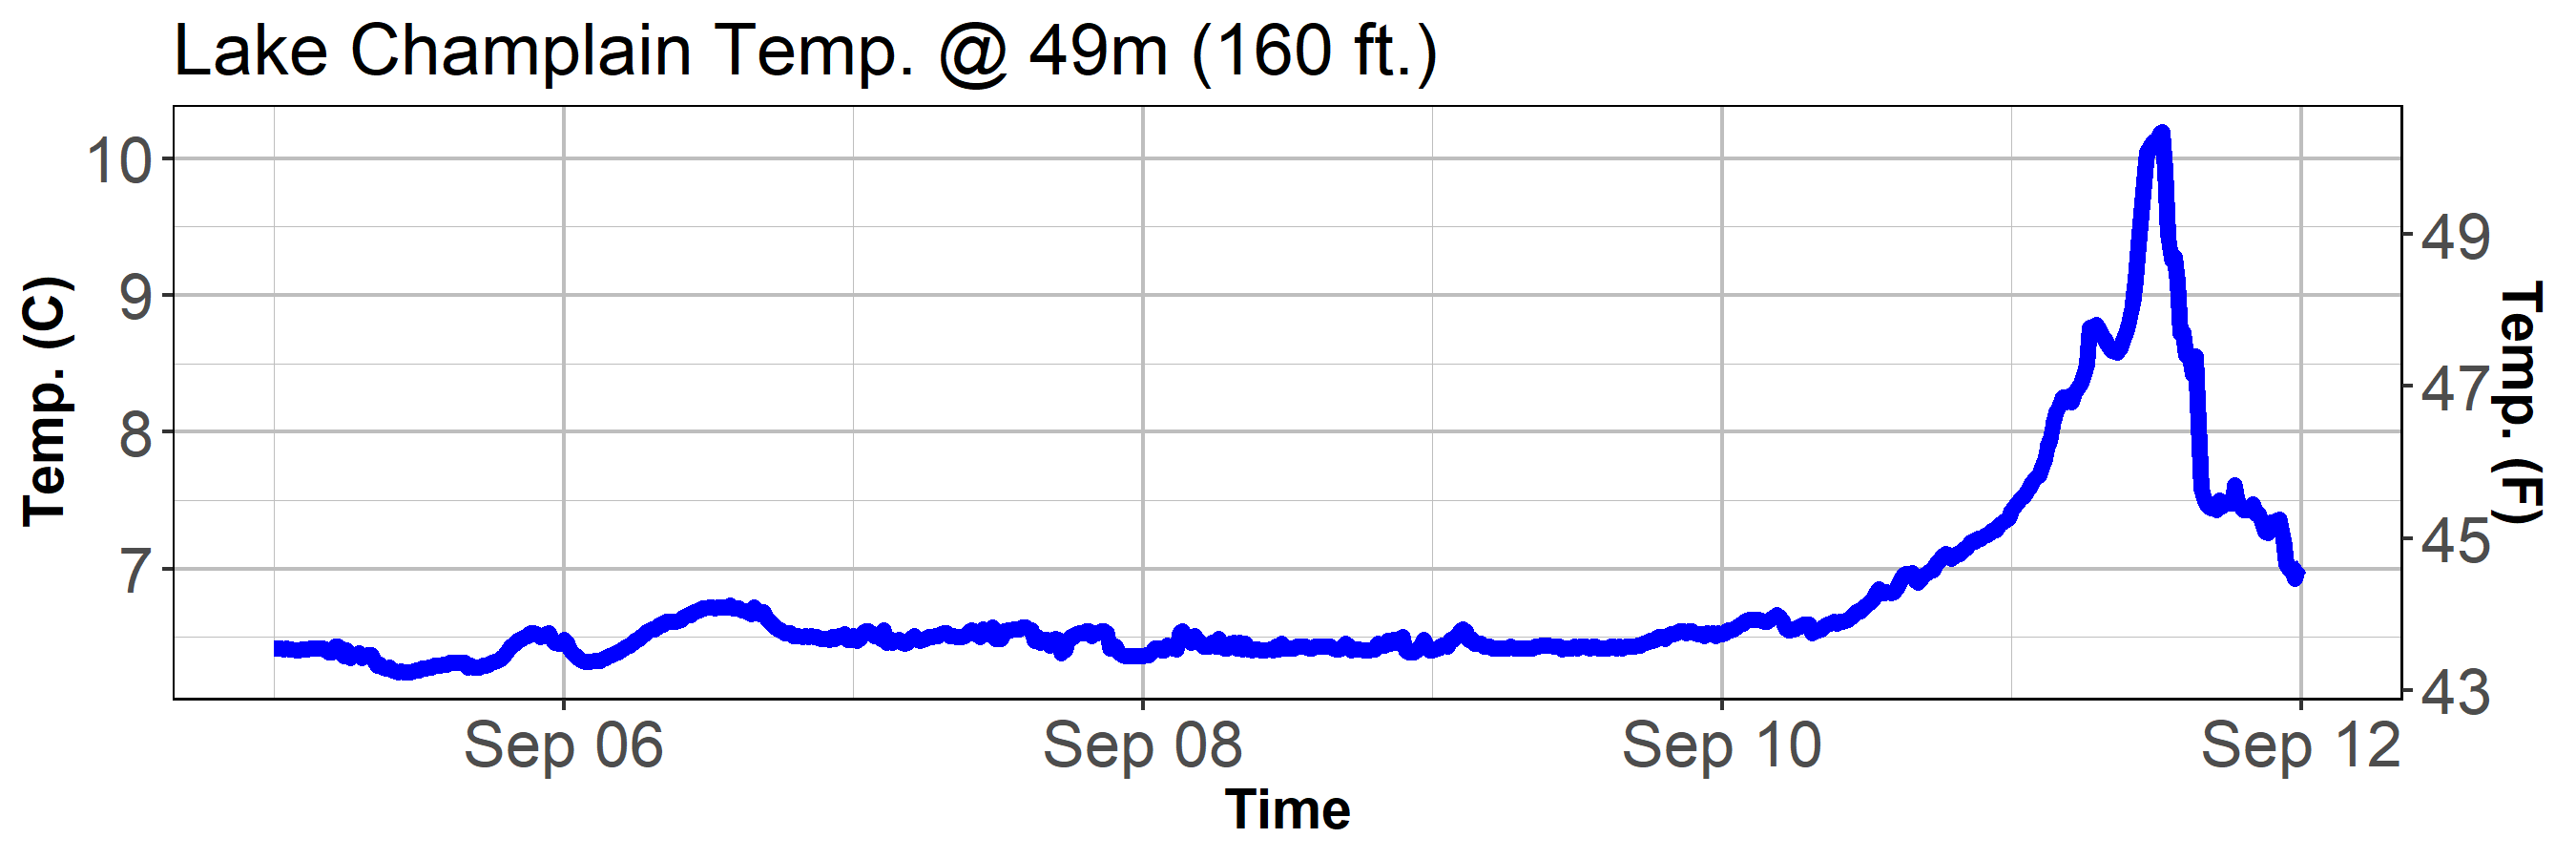 Lake Champlain Temp. @ 49m (160 ft.)
Temp. (C)
10
9
8
7
Temp. (F)
49
47
45
43
Sep 06
Sep 08
Sep 10
Sep 12
Time